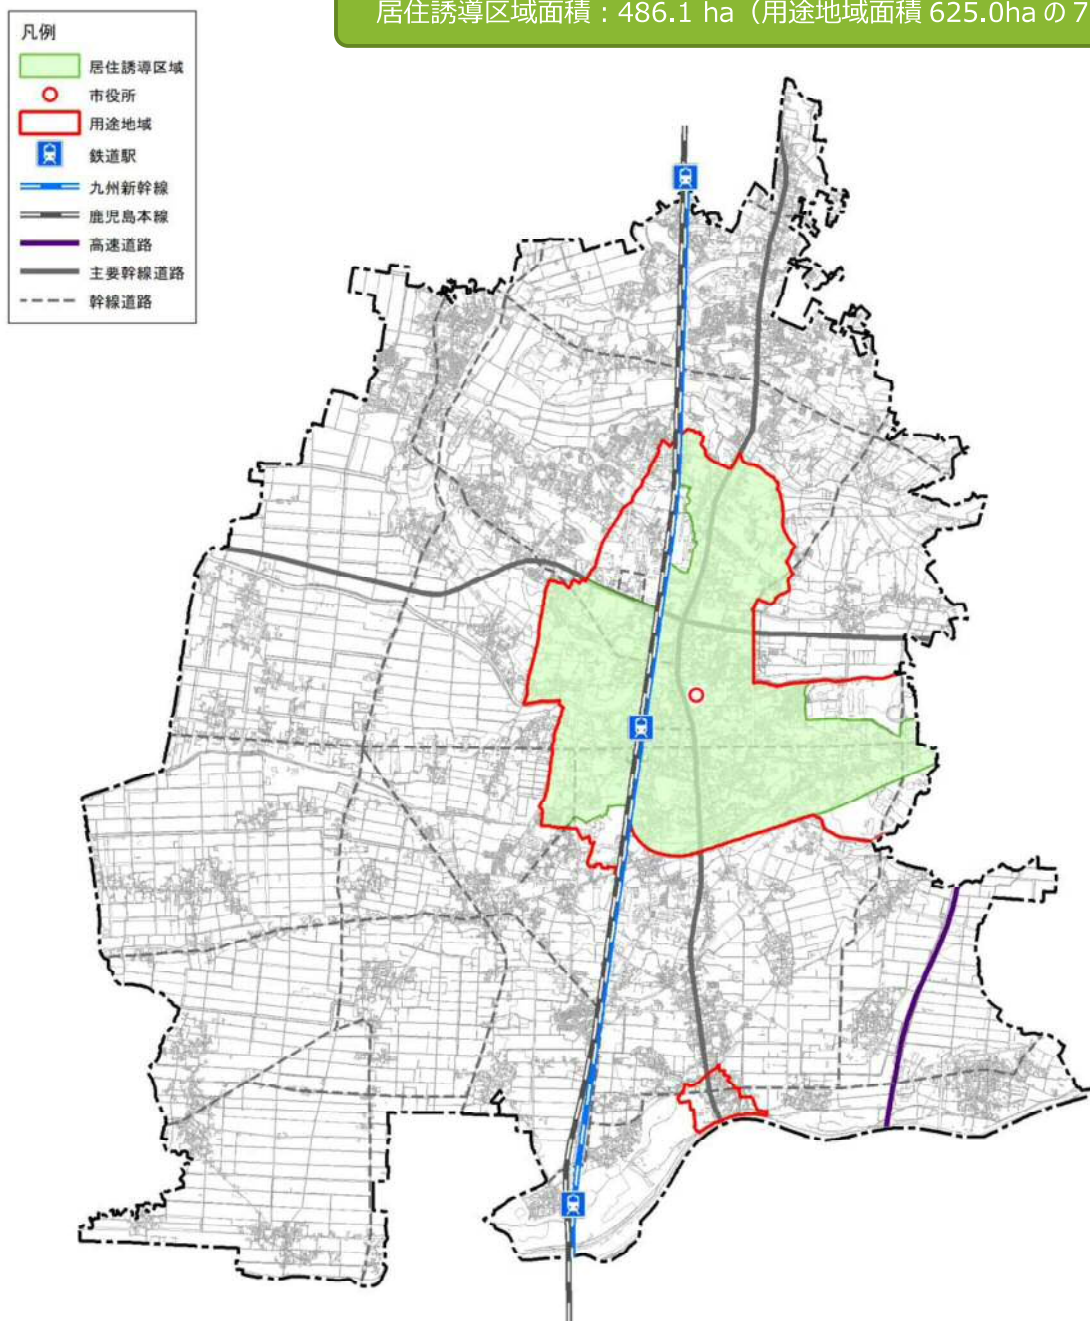 居住誘導区域面積：486.1 ha（用途地域面積 625.0ha の 7
凡例
居住誘導区域
市役所
用途地域
鉄道駅
九州新幹線
鹿児島本線
高速道路
主要幹線道路
幹線道路